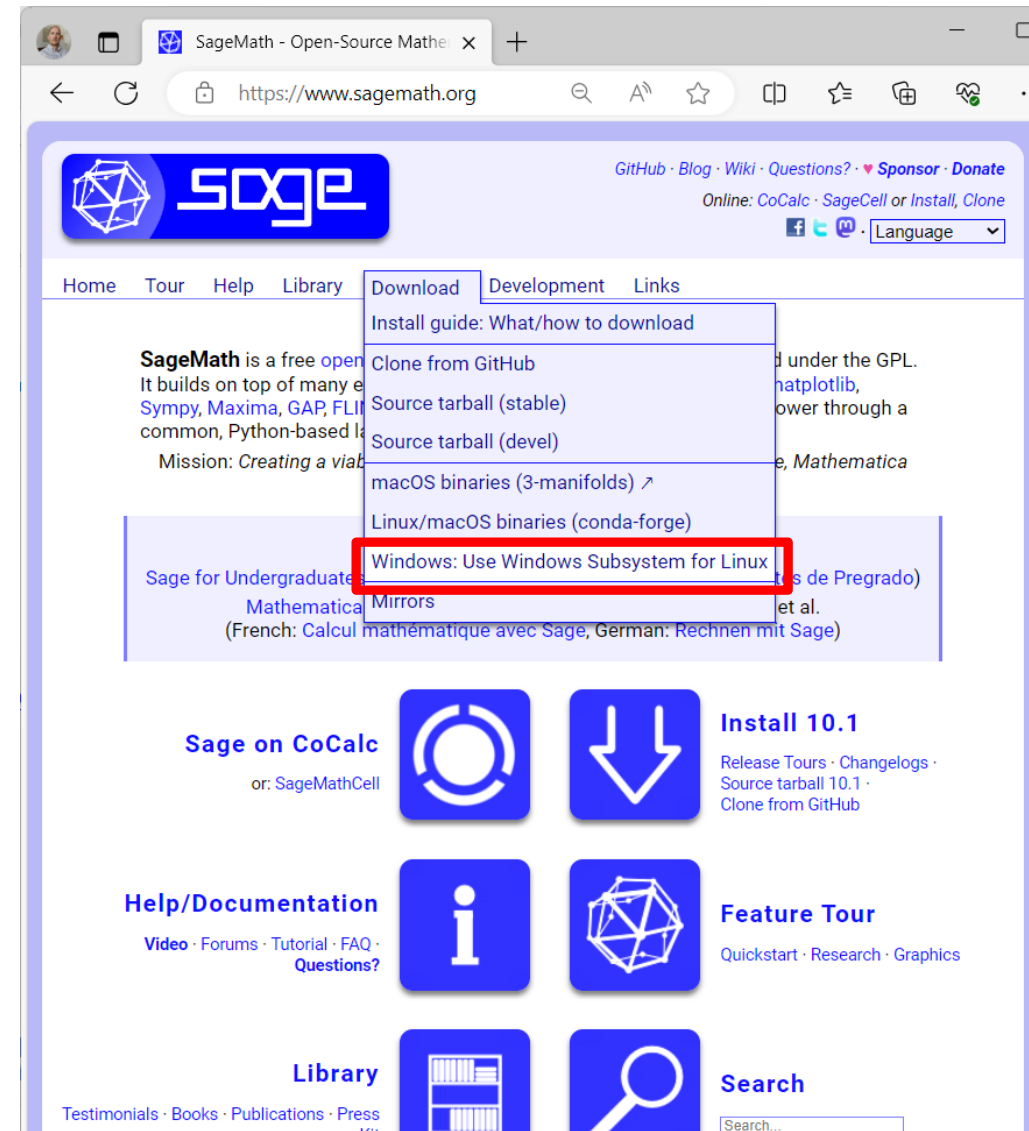 SageMath - Open-Source Mathe
https://www.sagemath.org
sage
GitHub · Blog · Wiki · Questions? · ♥ Sponsor · Donate
Online: CoCalc · SageCell or Install, Clone
· Language
Home Tour Help Library Download Development Links
Install guide: What/how to download
Clone from GitHub
Source tarball (stable)
Source tarball (devel)
macOS binaries (3-manifolds) ↗
Linux/macOS binaries (conda-forge)
Windows: Use Windows Subsystem for Linux
Mirrors
SageMath is a free open d under the GPL.
It builds on top of many e matplotlib,
Sympy, Maxima, GAP, FLI ower through a
common, Python-based la
Mission: Creating a viab e, Mathematica
Sage for Undergraduates tes de Pregrado)
Mathematica et al.
(French: Calcul mathématique avec Sage, German: Rechnen mit Sage)
Sage on CoCalc
or: SageMathCell
Install 10.1
Release Tours · Changelogs ·
Source tarball 10.1 ·
Clone from GitHub
Help/Documentation
Video · Forums · Tutorial · FAQ ·
Questions?
Feature Tour
Quickstart · Research · Graphics
Library
Testimonials · Books · Publications · Press
Search
Search...